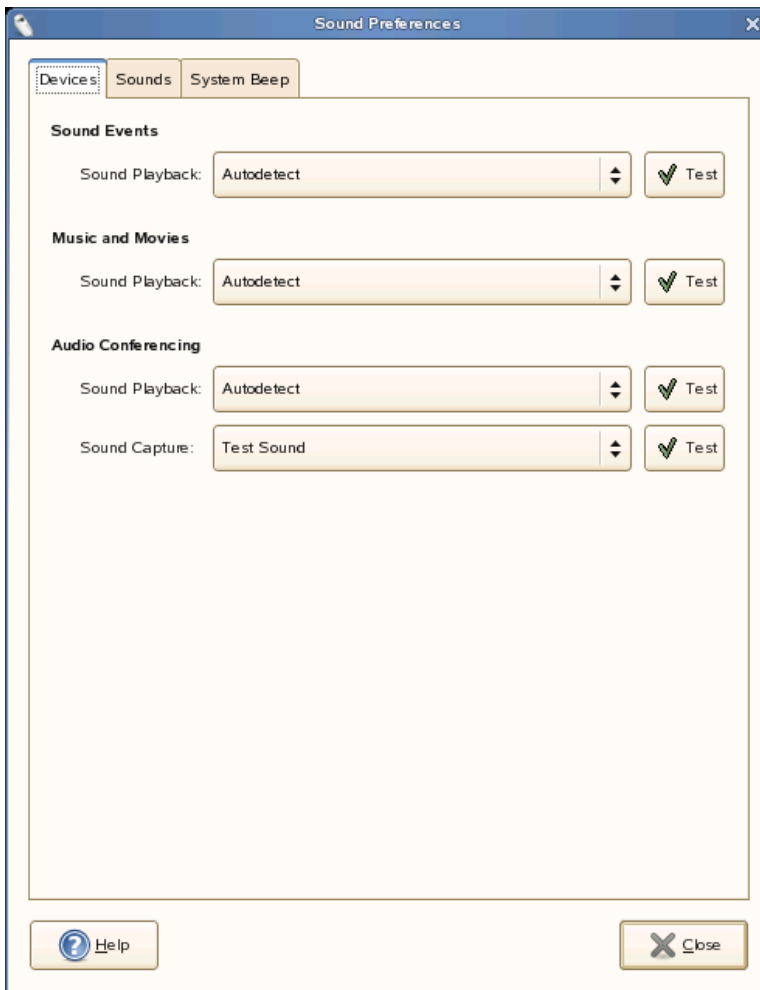 Sound Preferences
Devices Sounds System Beep
Sound Events
Sound Playback: Autodetect Test
Music and Movies
Sound Playback: Autodetect Test
Audio Conferencing
Sound Playback: Autodetect Test
Sound Capture: Test Sound Test
Help Close